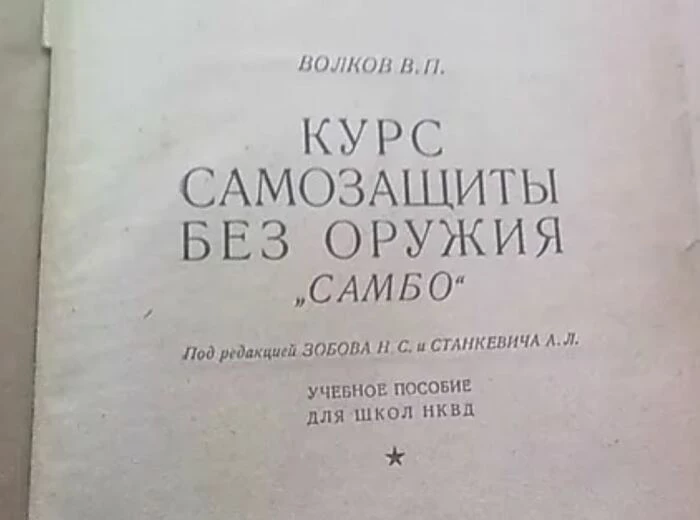 ВОЛКОВ В.П.
КУРС
САМОЗАЩИТЫ
БЕЗ ОРУЖИЯ
„САМБО“
Под редакцией ЗОБОВА Н.С. и СТАНКЕВИЧА А.Л.
УЧЕБНОЕ ПОСОБИЕ
ДЛЯ ШКОЛ НКВД